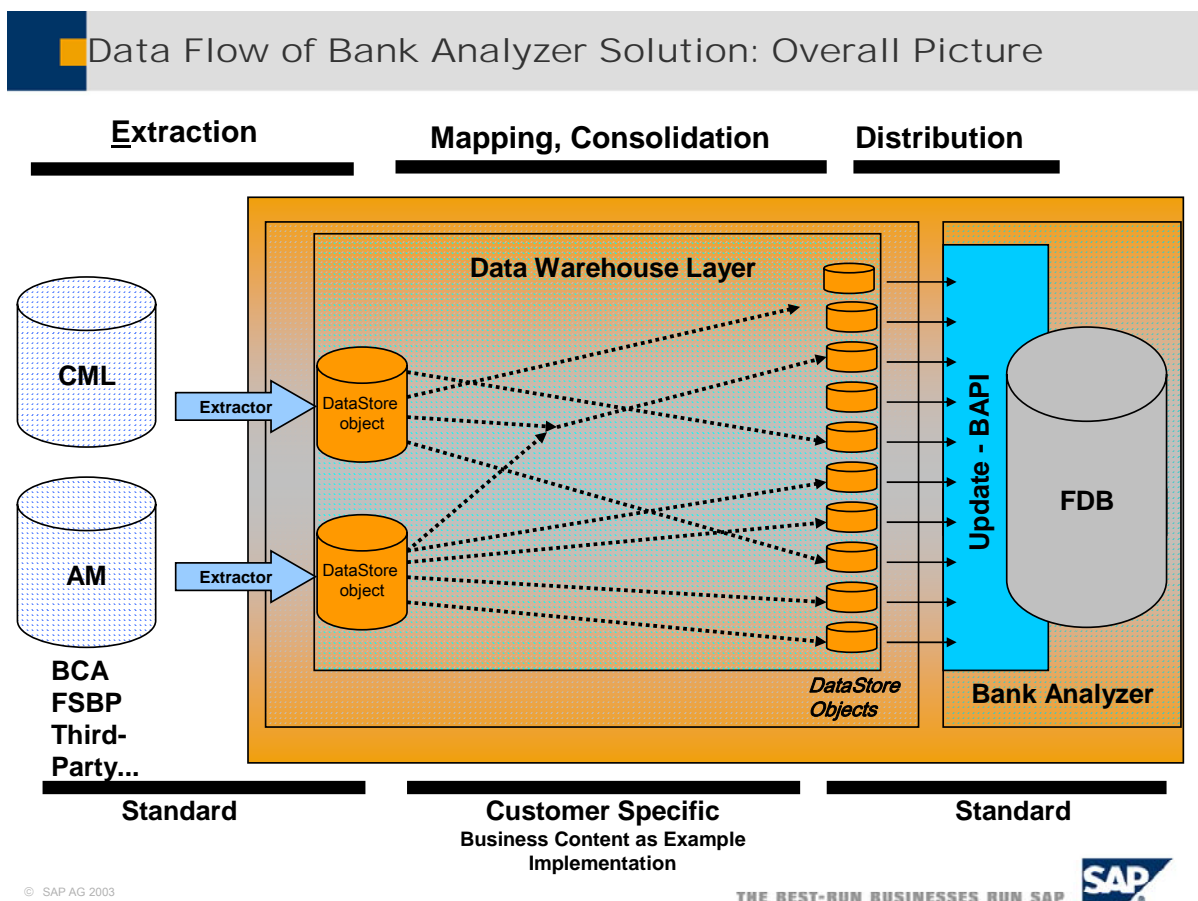 Data Flow of Bank Analyzer Solution: Overall Picture
Extraction
Mapping, Consolidation
Distribution
Data Warehouse Layer
CML
Extractor
DataStore
object
AM
Extractor
DataStore
object
Update - BAPI
FDB
BCA
FSBP
Third-
Party...
DataStore
Objects
Bank Analyzer
Standard
Customer Specific
Business Content as Example
Implementation
Standard
© SAP AG 2003
THE BEST-RUN BUSINESSES RUN SAP
SAP